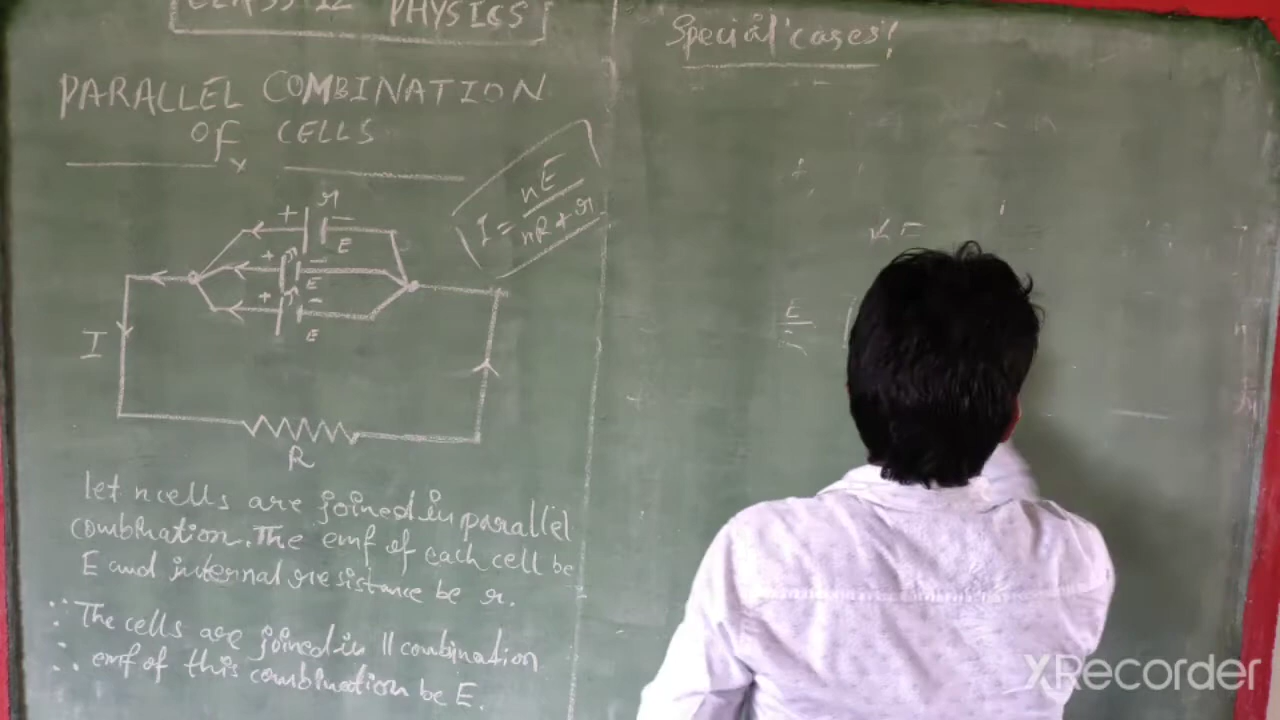 CLASS 12 PHYSICS
PARALLEL COMBINATION
OF CELLS
x
r
+ −
E
+ −
r
E
+ −
r
E
I
R
I = nE / nR + r
let n cells are joined in parallel
combination. The emf of each cell be
E and internal resistance be r.
∵ The cells are joined in || combination
∴ emf of this combination be E.
Special cases!
E
XRecorder